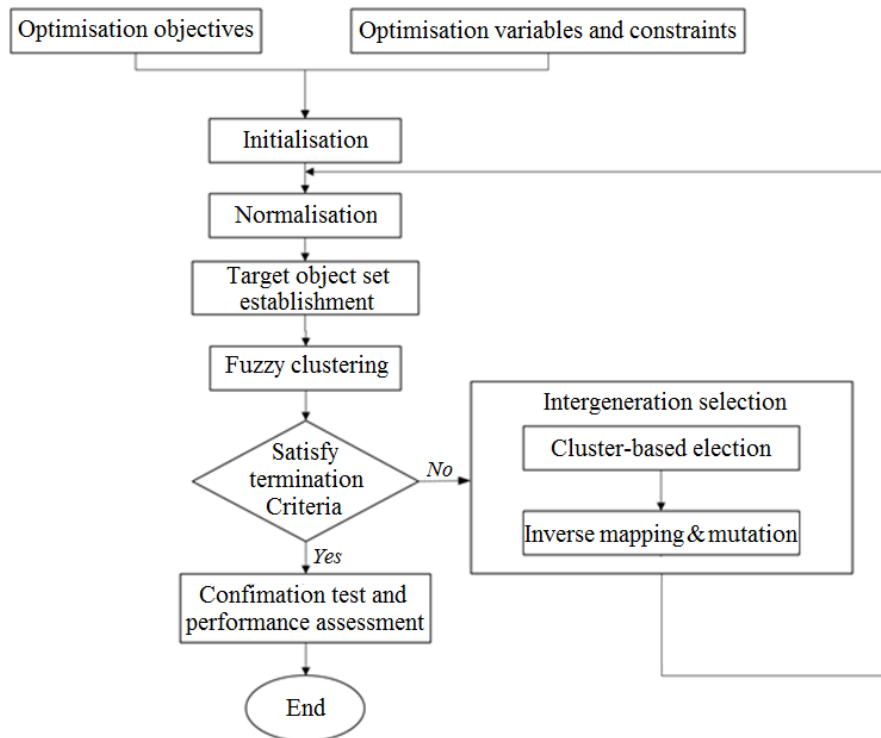 Optimisation objectives
Optimisation variables and constraints
Initialisation
Normalisation
Target object set
establishment
Fuzzy clustering
Satisfy
termination
Criteria
No
Yes
Intergeneration selection
Cluster-based election
Inverse mapping & mutation
Confimation test and
performance assessment
End